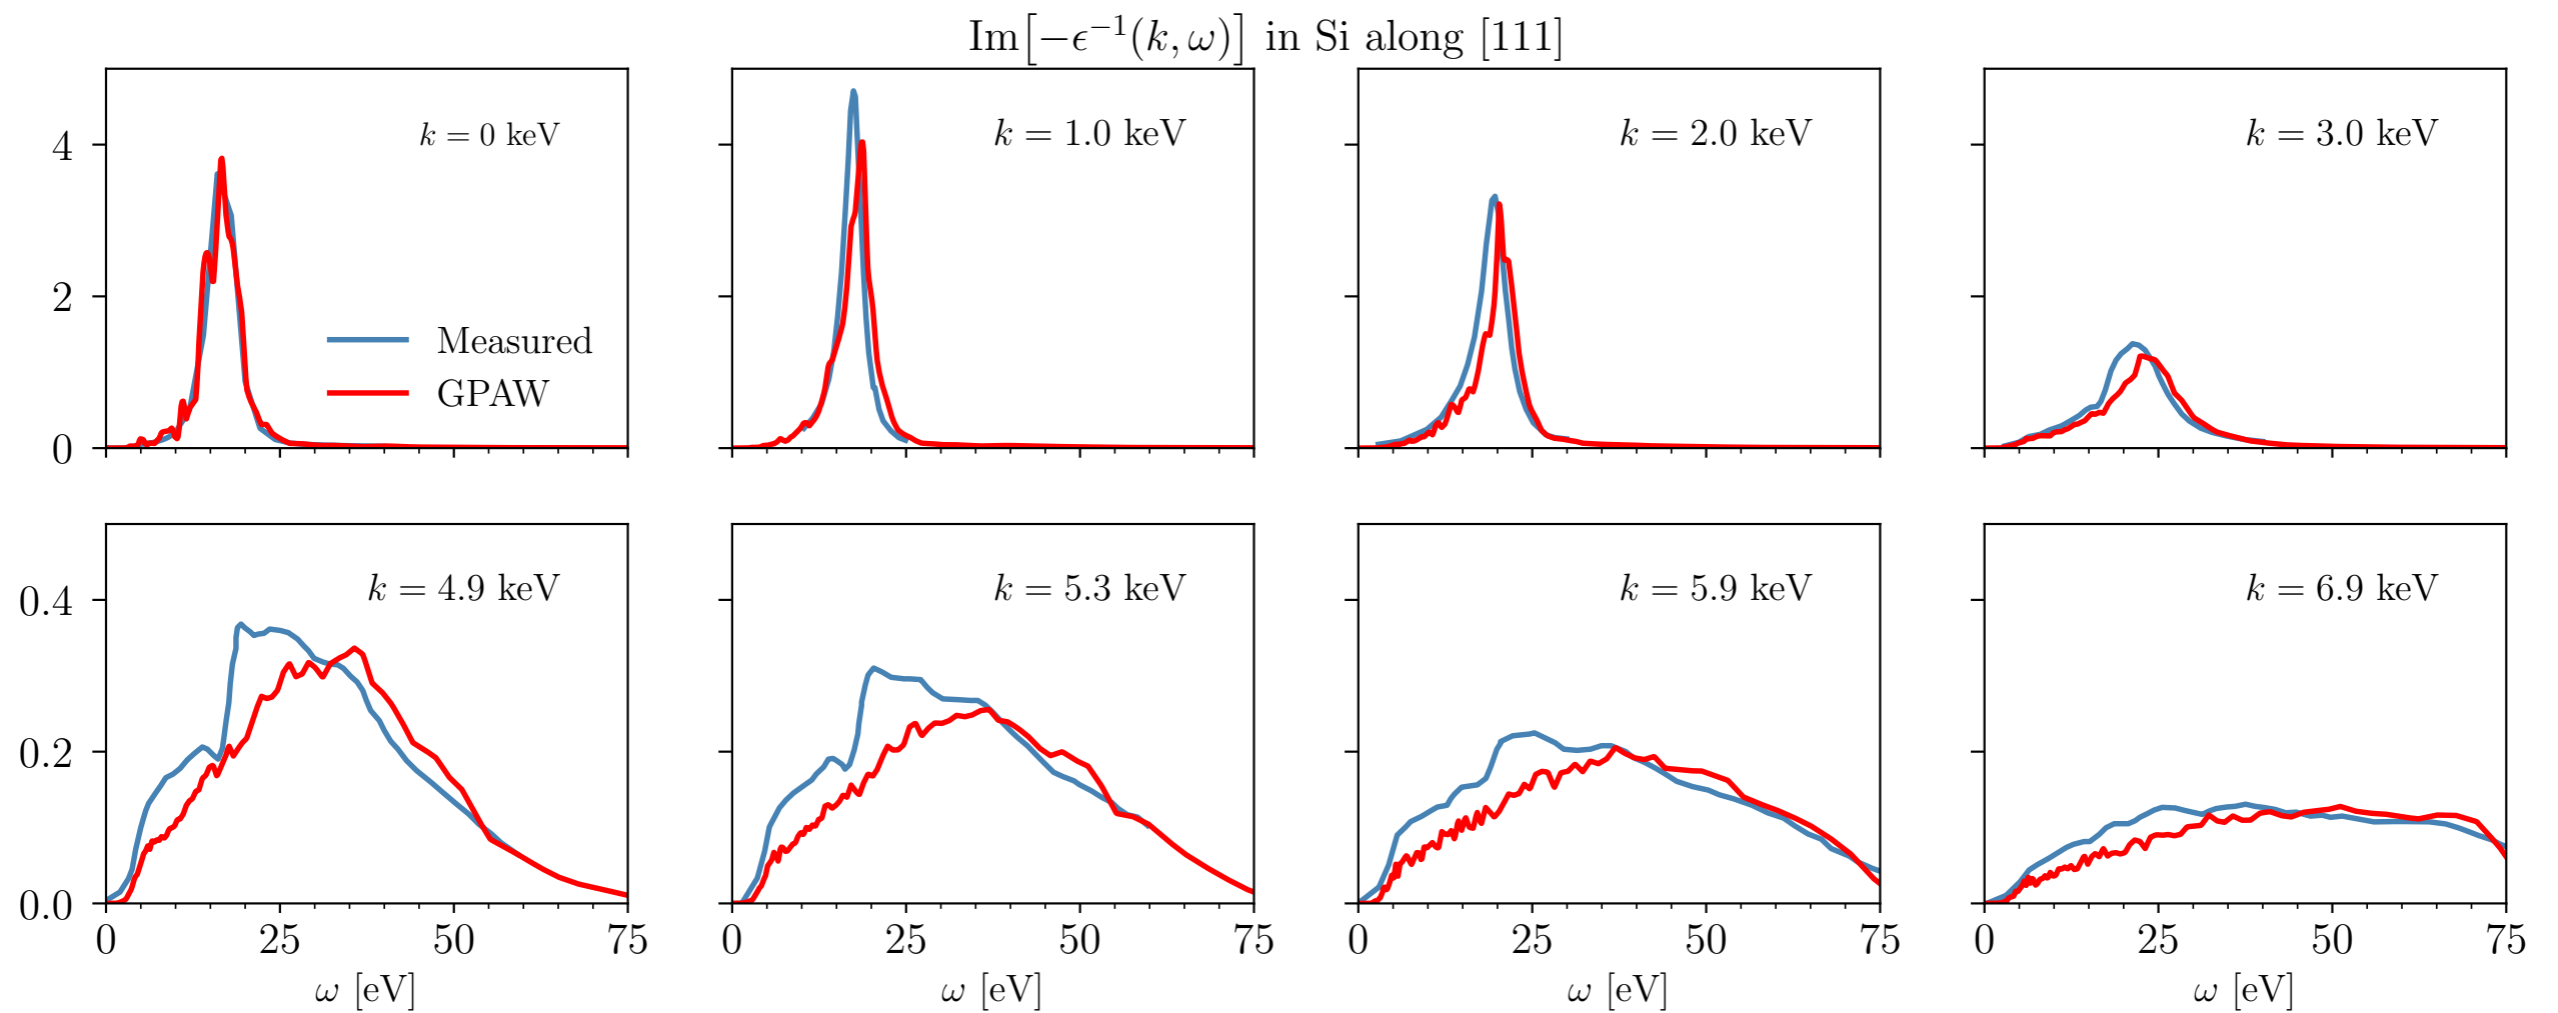 Im[−ϵ⁻¹(k, ω)] in Si along [111]
k = 0 keV
k = 1.0 keV
k = 2.0 keV
k = 3.0 keV
4
2
0
Measured
GPAW
k = 4.9 keV
k = 5.3 keV
k = 5.9 keV
k = 6.9 keV
0.4
0.2
0.0
0 25 50 75
0 25 50 75
0 25 50 75
0 25 50 75
ω [eV]
ω [eV]
ω [eV]
ω [eV]